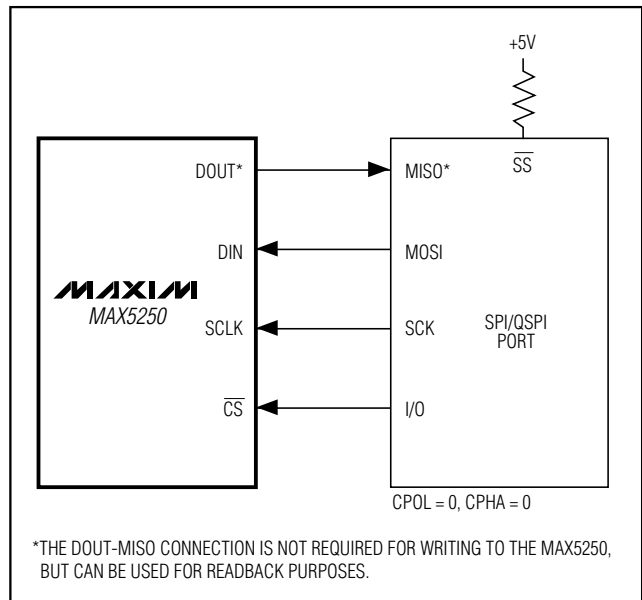 +5V
SS
DOUT*
MISO*
DIN
MOSI
MAXIM
MAX5250
SCLK
SCK
SPI/QSPI
PORT
CS
I/O
CPOL = 0, CPHA = 0
*THE DOUT-MISO CONNECTION IS NOT REQUIRED FOR WRITING TO THE MAX5250,
BUT CAN BE USED FOR READBACK PURPOSES.